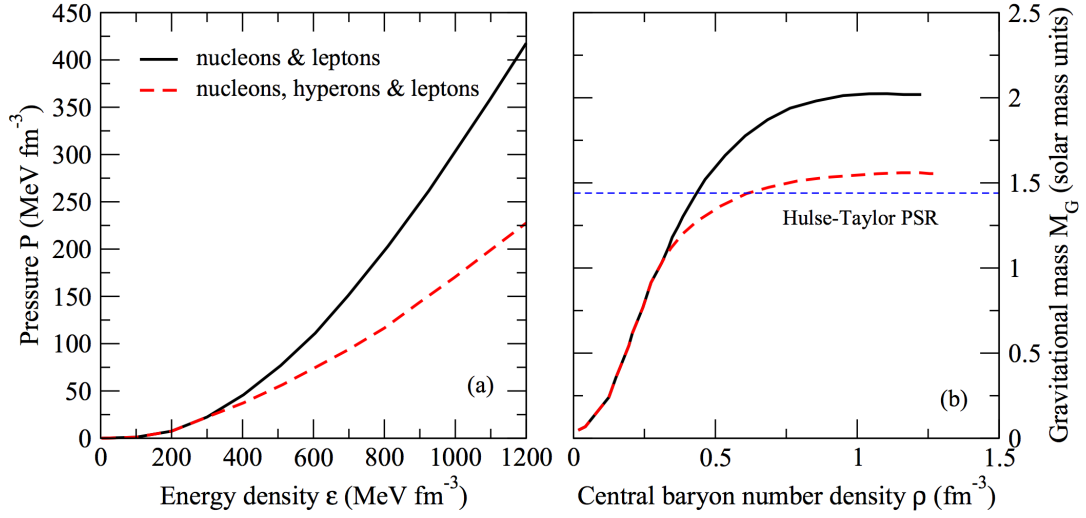 450
400
350
300
250
200
150
100
50
0
Pressure P (MeV fm⁻³)
nucleons & leptons
nucleons, hyperons & leptons
(a)
0 200 400 600 800 1000 1200
Energy density ε (MeV fm⁻³)
Hulse-Taylor PSR
(b)
0 0.5 1 1.5
Central baryon number density ρ (fm⁻³)
2.5
2
1.5
1
0.5
0
Gravitational mass M_G (solar mass units)